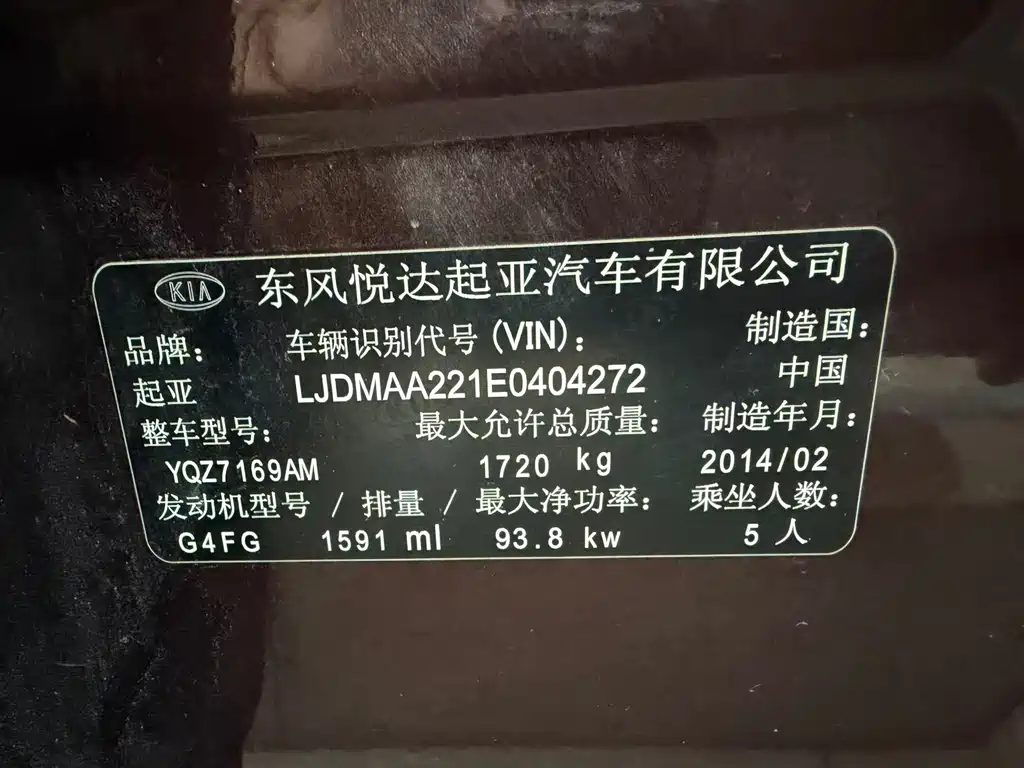 KIA 东风悦达起亚汽车有限公司
品牌： 车辆识别代号 (VIN)： 制造国：
起亚 LJDMAA221E0404272 中国
整车型号： 最大允许总质量： 制造年月：
YQZ7169AM 1720 kg 2014/02
发动机型号 / 排量 / 最大净功率： 乘坐人数：
G4FG 1591 ml 93.8 kw 5 人